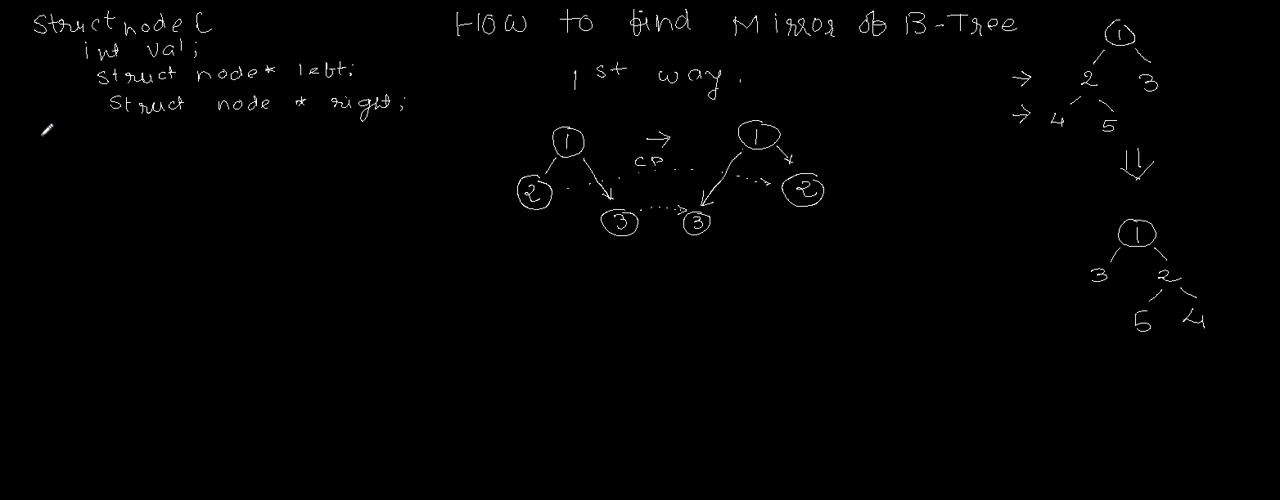 Struct node {
int val;
struct node* left;
struct node * right;
How to find Mirror of B-Tree
1st way.
1
2
3
CP
1
3
2
1
2 3
4 5
1
3 2
5 4